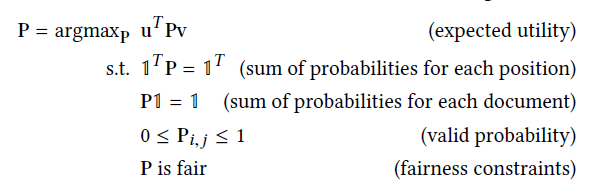 P = argmax_P u^T Pv (expected utility)
s.t. 𝟙^T P = 𝟙^T (sum of probabilities for each position)
P𝟙 = 𝟙 (sum of probabilities for each document)
0 ≤ P_{i,j} ≤ 1 (valid probability)
P is fair (fairness constraints)